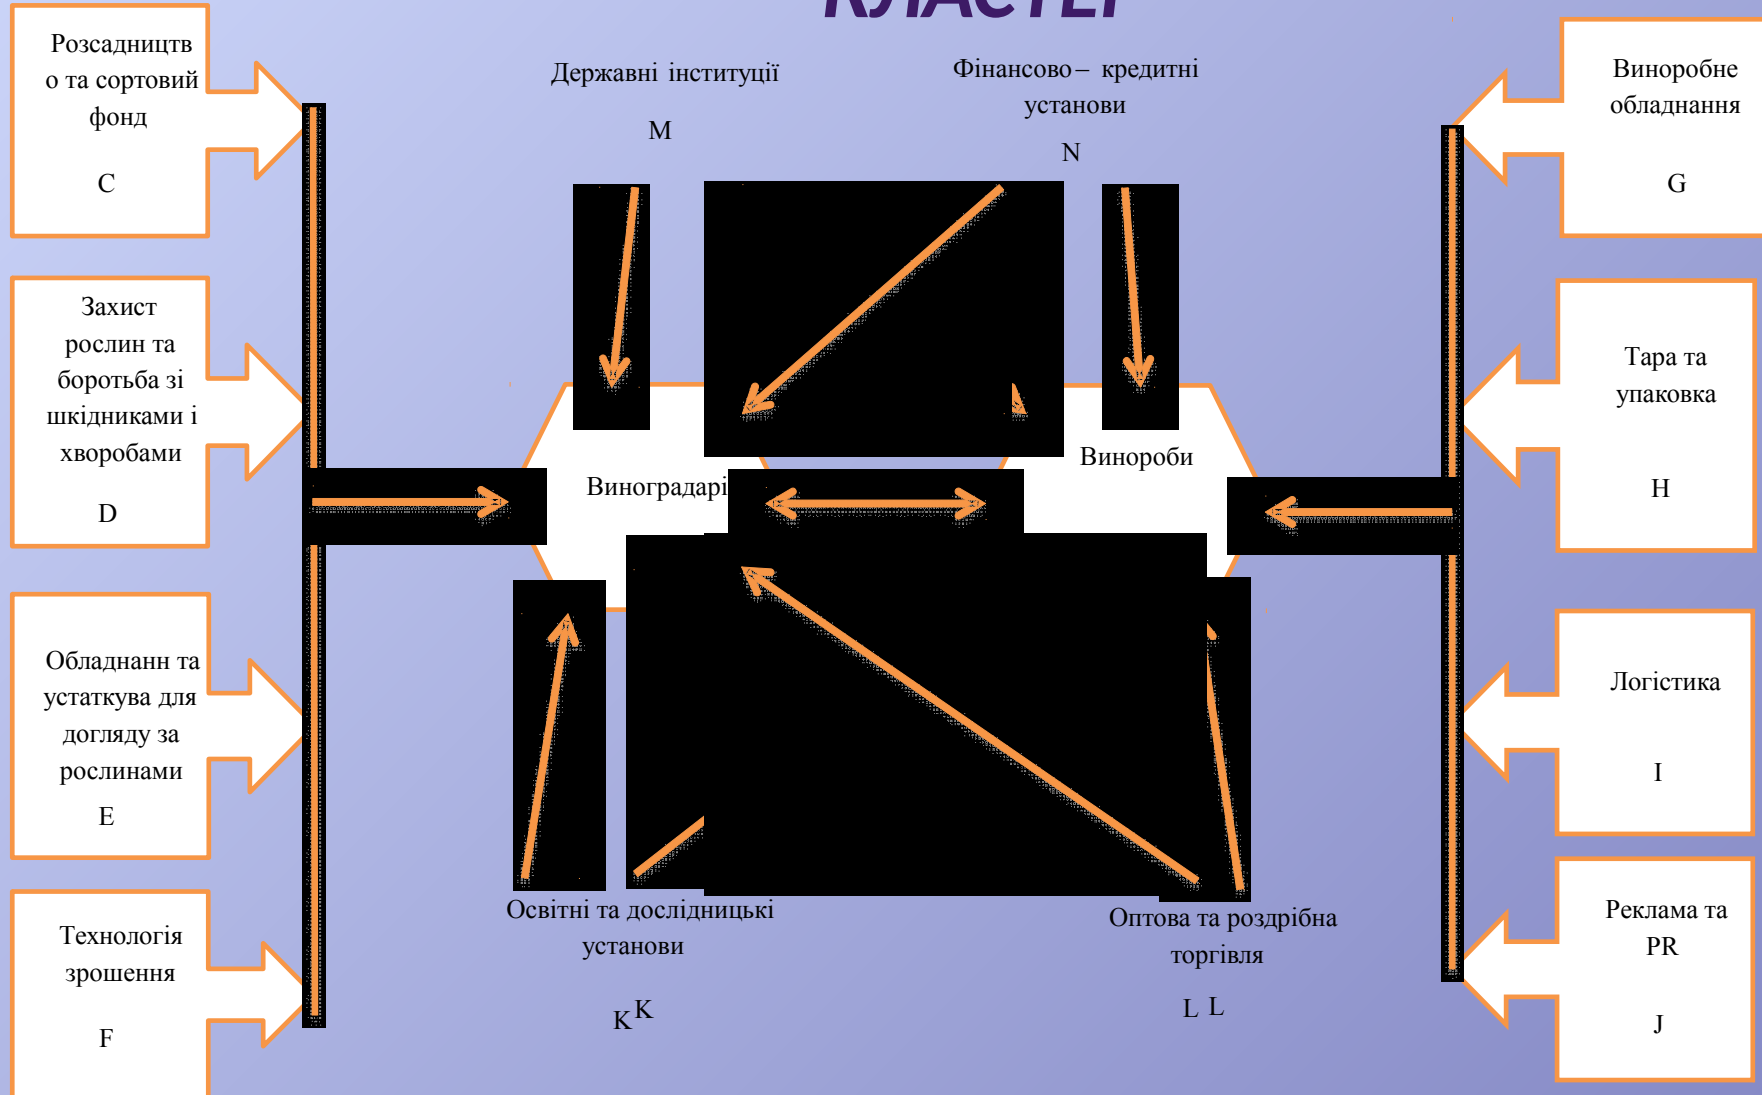 Розсадництв
о та сортовий
фонд
C
Захист
рослин та
боротьба зі
шкідниками і
хворобами
D
Обладнанн та
устаткува для
догляду за
рослинами
E
Технологія
зрошення
F
Державні інституції
M
Фінансово – кредитні
установи
N
Виноградарі
Винороби
Освітні та дослідницькі
установи
K K
Оптова та роздрібна
торгівля
L L
Виноробне
обладнання
G
Тара та
упаковка
H
Логістика
I
Реклама та
PR
J